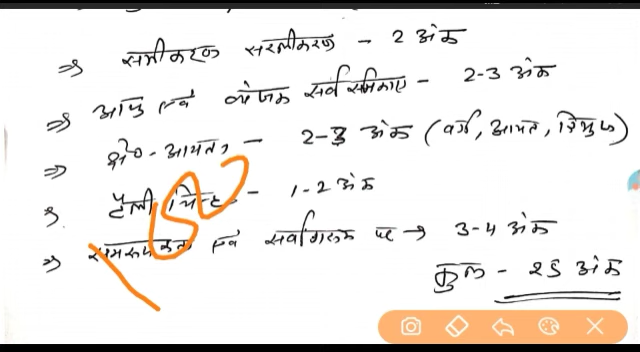 ⇒ समीकरण सरलीकरण - 2 अंक
⇒ आयु एवं व्यंजक सर्वसमिकाए - 2-3 अंक
⇒ क्षे० - आयतन - 2-3 अंक (वर्ग, आयत, त्रिभुज)
⇒ टैली चिन्ह - 1-2 अंक
⇒ समरूपता एवं सर्वांगसम पर → 3-4 अंक
कुल - 25 अंक